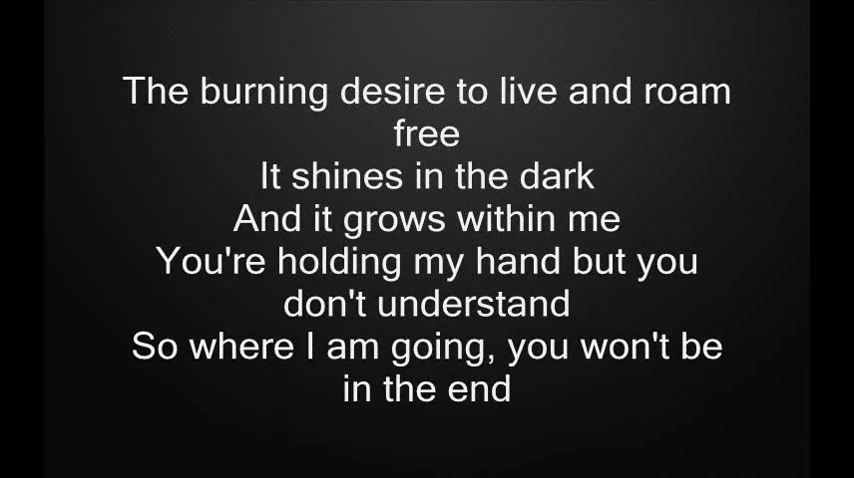 The burning desire to live and roam
free
It shines in the dark
And it grows within me
You're holding my hand but you
don't understand
So where I am going, you won't be
in the end